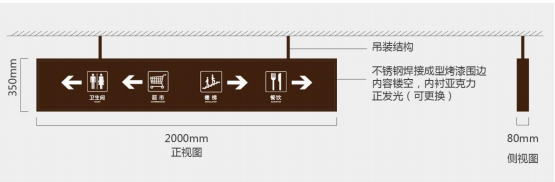 吊装结构
350mm
卫生间
超市
楼梯
餐饮
不锈钢焊接成型烤漆围边
内容镂空，内衬亚克力
正发光（可更换）
2000mm
正视图
80mm
侧视图